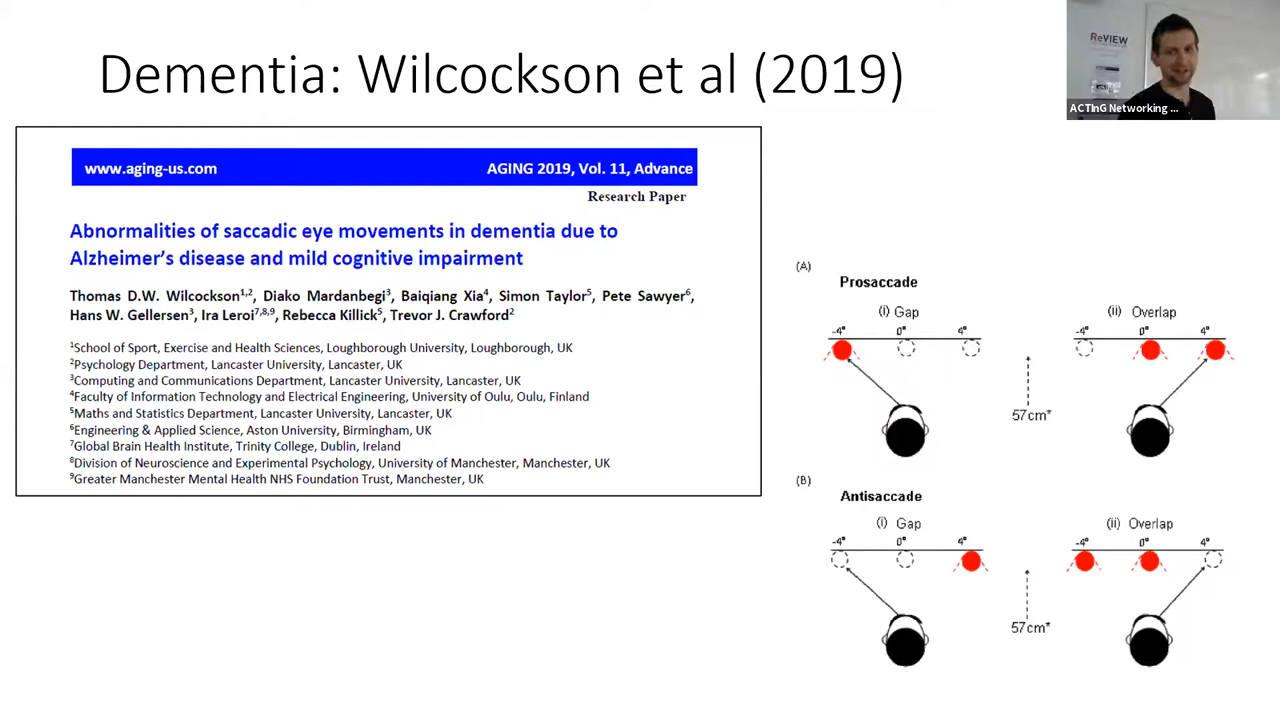 Dementia: Wilcockson et al (2019)
ReVIEW
ACTInG Networking ...
www.aging-us.com AGING 2019, Vol. 11, Advance
Research Paper
Abnormalities of saccadic eye movements in dementia due to
Alzheimer's disease and mild cognitive impairment
Thomas D.W. Wilcockson1,2, Diako Mardanbegi3, Baiqiang Xia4, Simon Taylor5, Pete Sawyer6,
Hans W. Gellersen3, Ira Leroi7,8,9, Rebecca Killick5, Trevor J. Crawford2
1School of Sport, Exercise and Health Sciences, Loughborough University, Loughborough, UK
2Psychology Department, Lancaster University, Lancaster, UK
3Computing and Communications Department, Lancaster University, Lancaster, UK
4Faculty of Information Technology and Electrical Engineering, University of Oulu, Oulu, Finland
5Maths and Statistics Department, Lancaster University, Lancaster, UK
6Engineering & Applied Science, Aston University, Birmingham, UK
7Global Brain Health Institute, Trinity College, Dublin, Ireland
8Division of Neuroscience and Experimental Psychology, University of Manchester, Manchester, UK
9Greater Manchester Mental Health NHS Foundation Trust, Manchester, UK
(A)
Prosaccade
(i) Gap (ii) Overlap
-4° 0° 4° -4° 0° 4°
57cm*
(B)
Antisaccade
(i) Gap (ii) Overlap
-4° 0° 4° -4° 0° 4°
57cm*